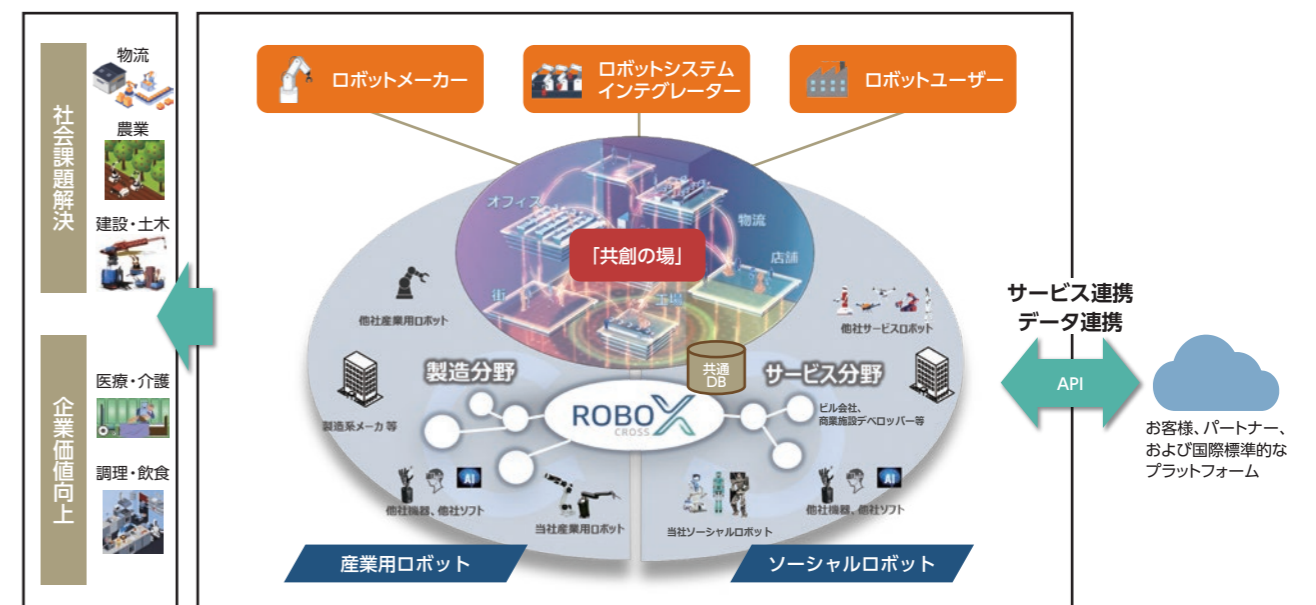 社会課題解決
物流
農業
建設・土木
企業価値向上
医療・介護
調理・飲食
ロボットメーカー
ロボットシステム
インテグレーター
ロボットユーザー
オフィス
物流
「共創の場」
店舗
街
工場
他社産業用ロボット
他社サービスロボット
製造分野
共通
DB
サービス分野
製造系メーカ 等
ROBO X
CROSS
ビル会社、
商業施設デベロッパー等
AI
他社機器、他社ソフト
当社産業用ロボット
当社ソーシャルロボット
AI
他社機器、他社ソフト
産業用ロボット
ソーシャルロボット
サービス連携
データ連携
API
お客様、パートナー、
および国際標準的な
プラットフォーム